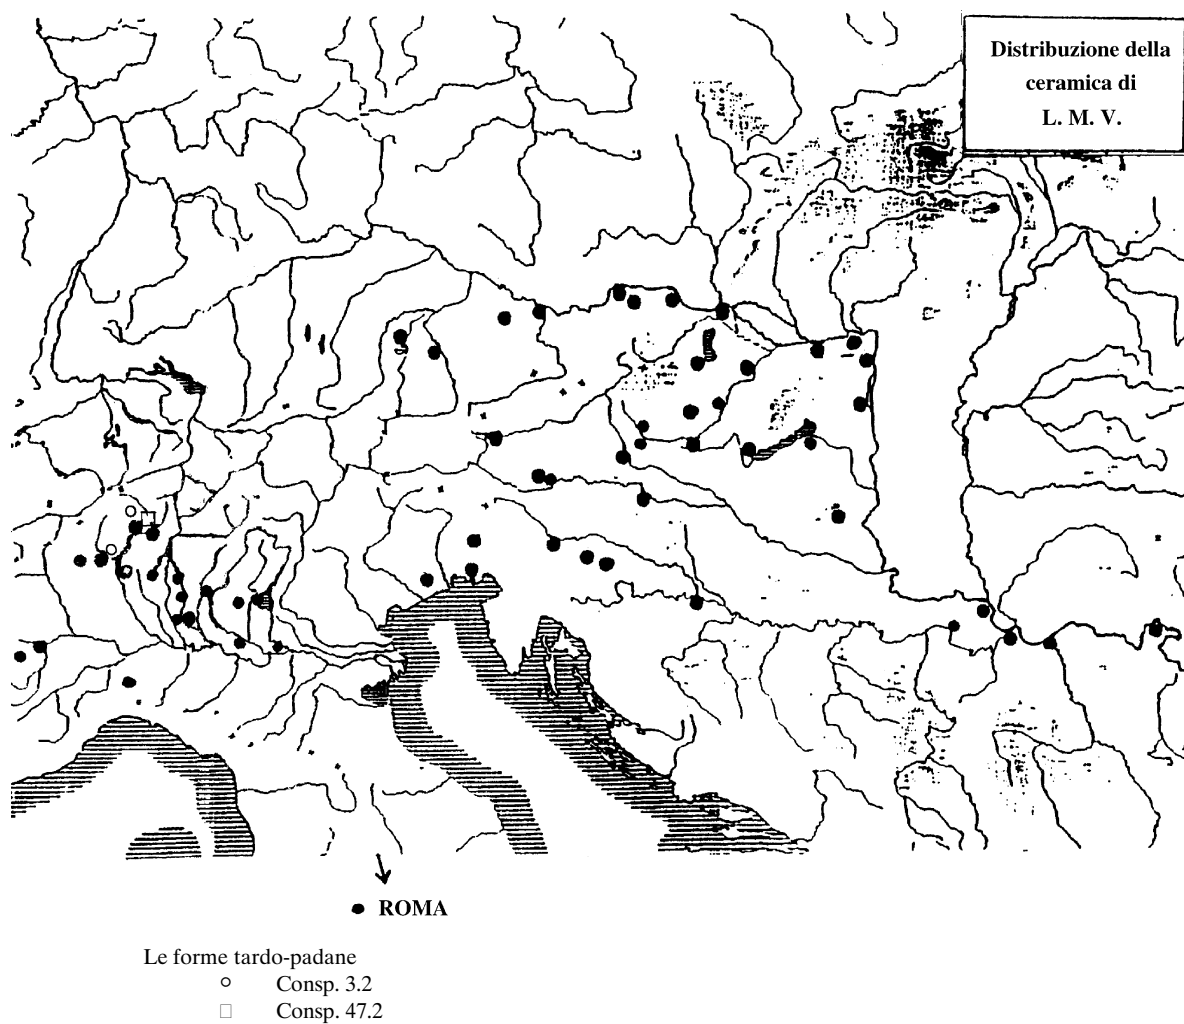 Distribuzione della
ceramica di
L. M. V.
ROMA
Le forme tardo-padane
Consp. 3.2
Consp. 47.2